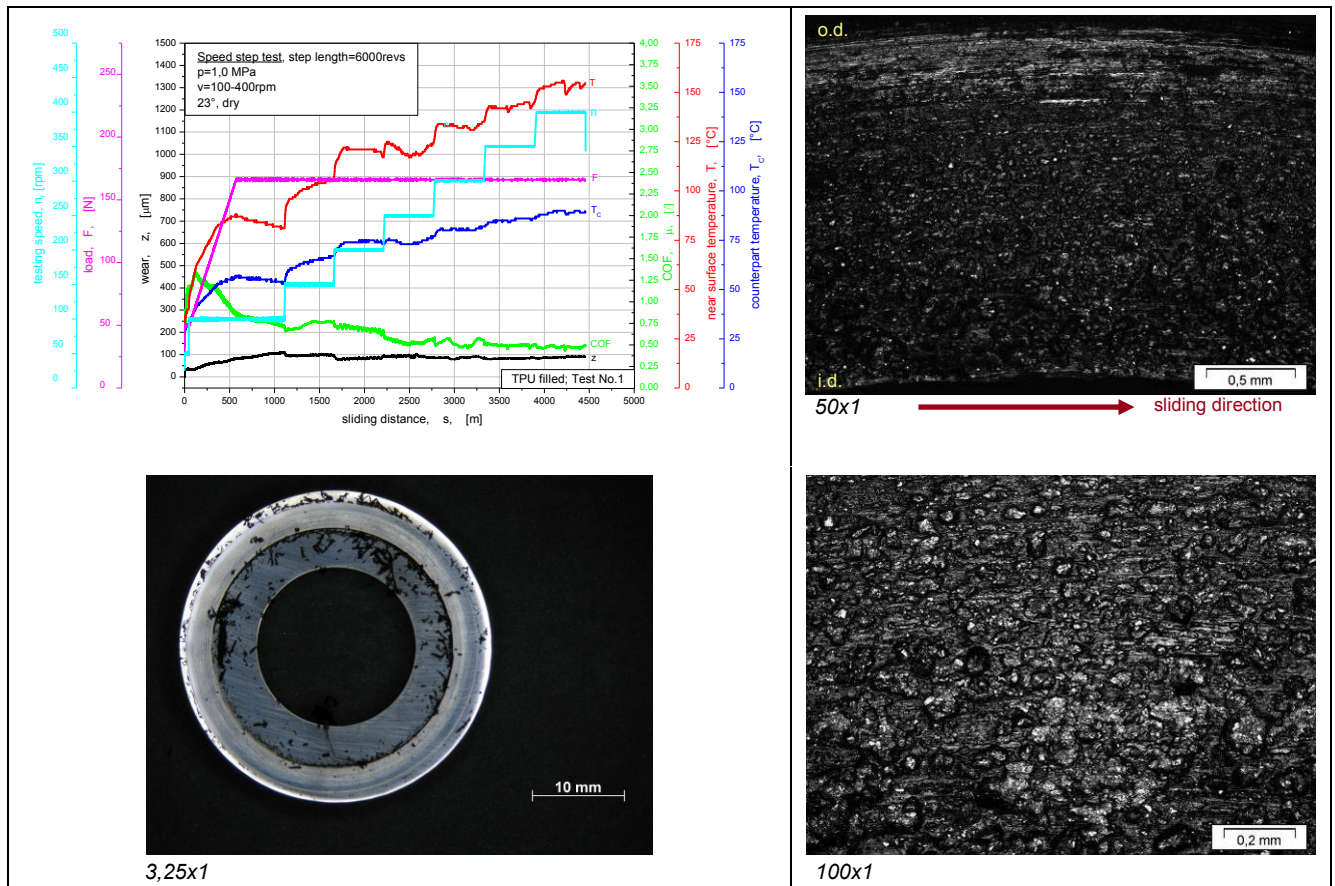 Speed step test, step length=6000revs
p=1,0 MPa
v=100-400rpm
23°, dry
testing speed, n, [rpm]
500
450
400
350
300
250
200
150
100
50
0
load, F, [N]
250
200
150
100
50
0
wear, z, [µm]
1500
1400
1300
1200
1100
1000
900
800
700
600
500
400
300
200
100
0
T
n
F
T_C
COF
z
TPU filled; Test No.1
0 500 1000 1500 2000 2500 3000 3500 4000 4500 5000
sliding distance, s, [m]
4,00
3,75
3,50
3,25
3,00
2,75
2,50
2,25
2,00
1,75
1,50
1,25
1,00
0,75
0,50
0,25
0,00
COF, µ, [/]
175
150
125
100
75
50
25
0
near surface temperature, T, [°C]
175
150
125
100
75
50
25
0
counterpart temperature, T_C, [°C]
o.d.
i.d.
0,5 mm
50x1
sliding direction
10 mm
3,25x1
0,2 mm
100x1